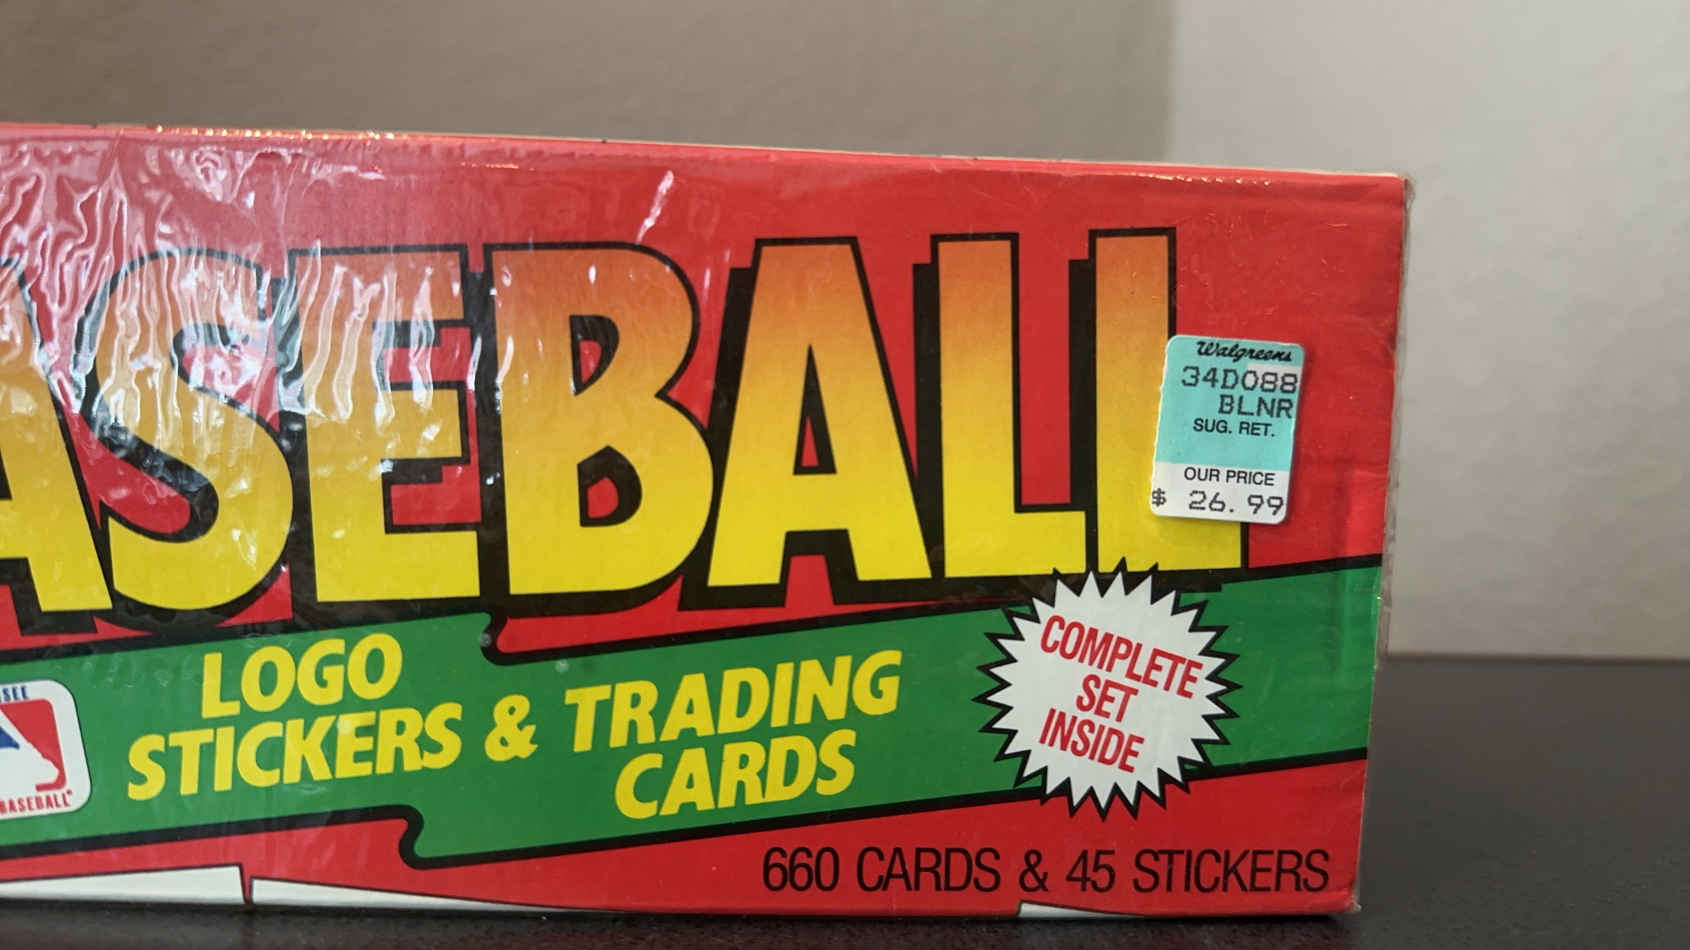 ASEBALL
Walgreens
34D088
BLNR
SUG. RET.
OUR PRICE
$ 26.99
LOGO
STICKERS & TRADING
CARDS
COMPLETE
SET
INSIDE
BASEBALL
660 CARDS & 45 STICKERS